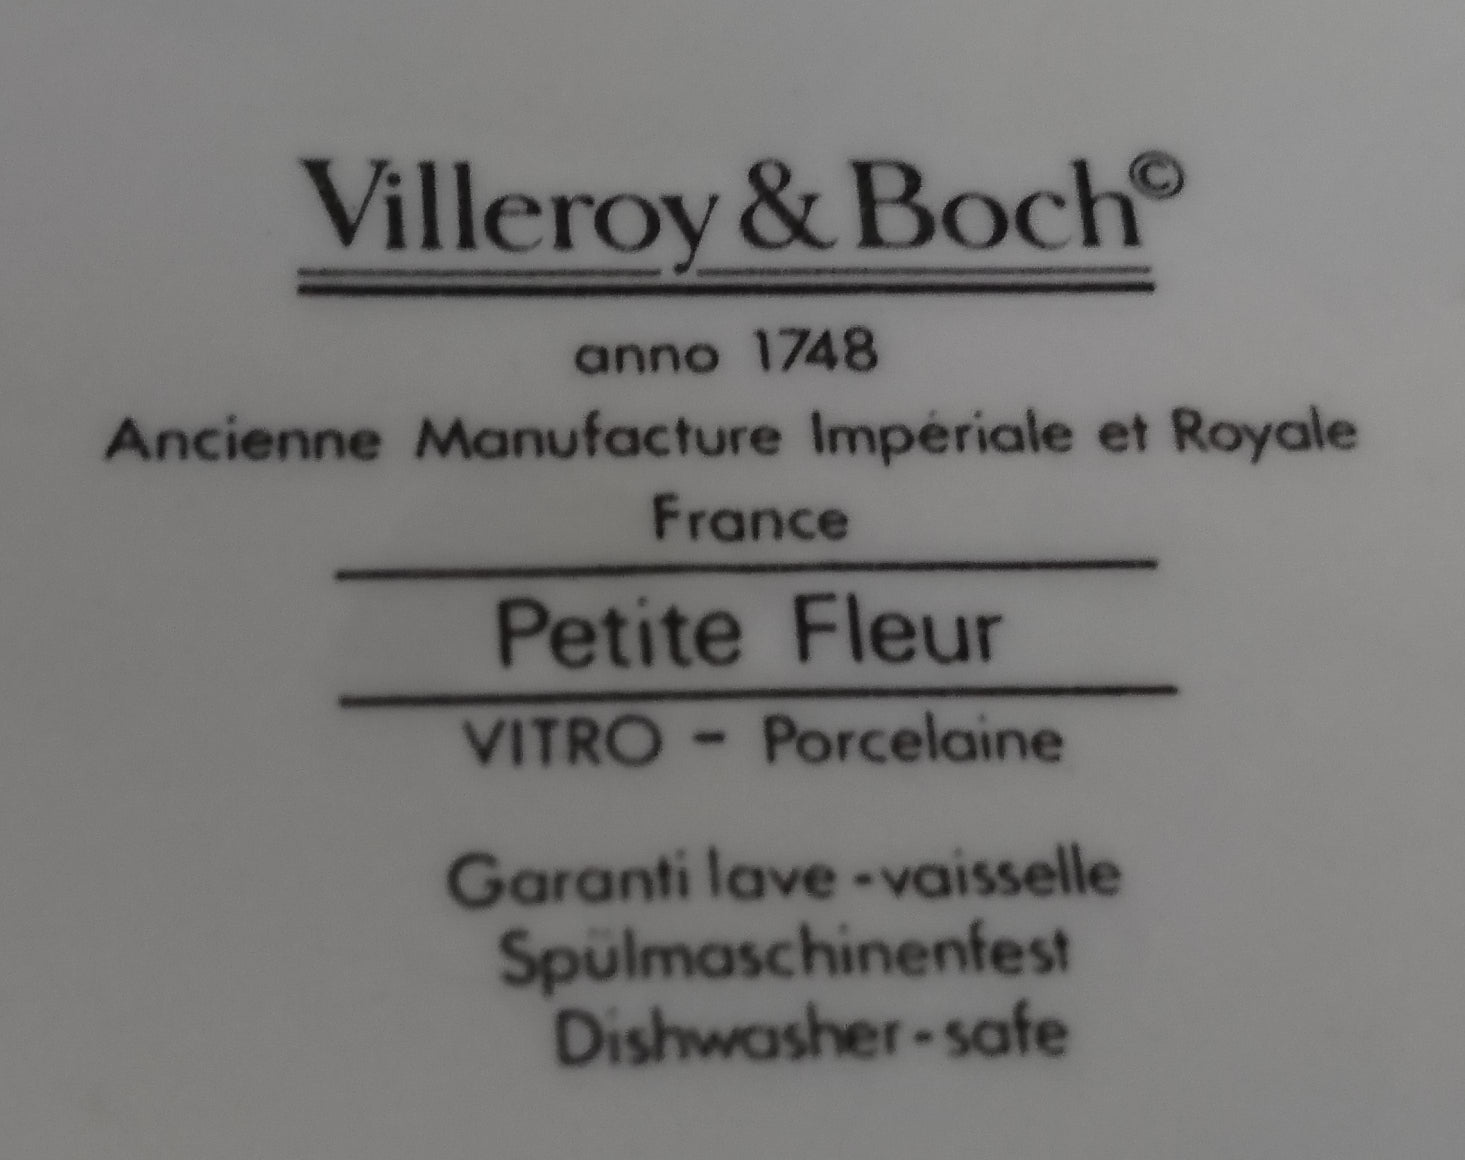 Villeroy & Boch©
anno 1748
Ancienne Manufacture Impériale et Royale
France
Petite Fleur
VITRO - Porcelaine
Garanti lave-vaisselle
Spülmaschinenfest
Dishwasher-safe